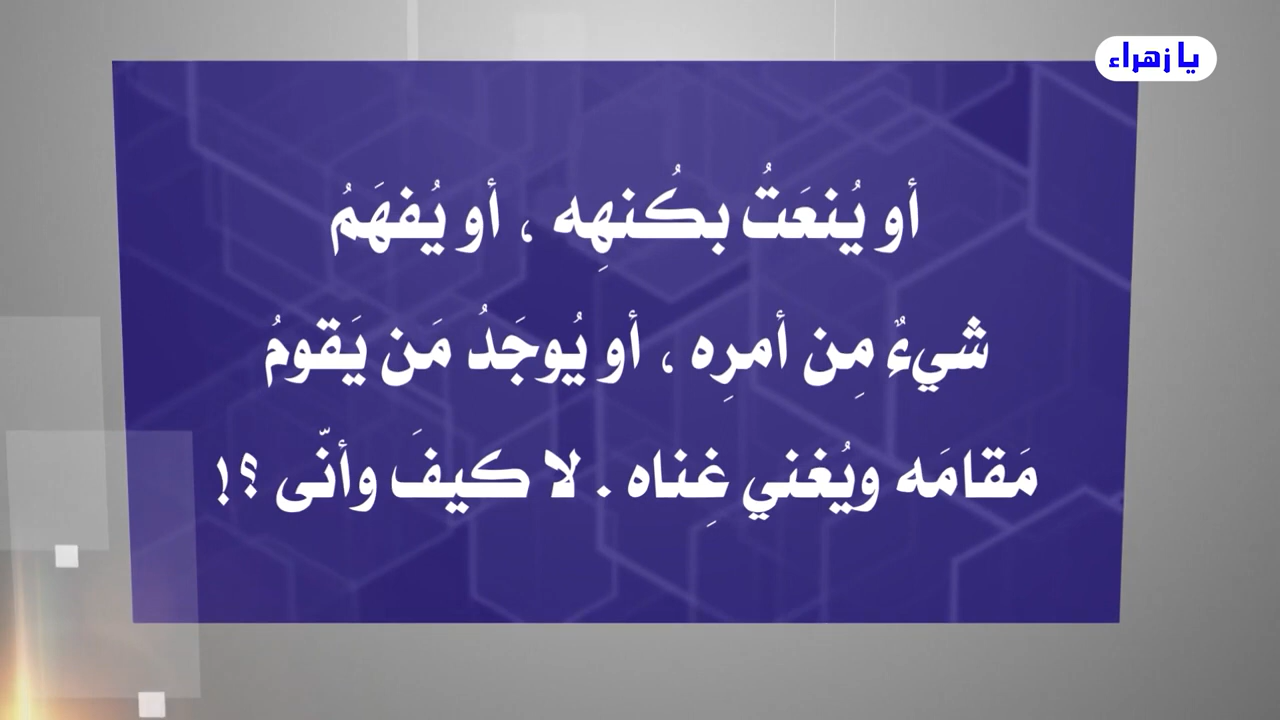 يا زهراء
أو يُنعَتُ بكُنهِه ، أو يُفهَمُ
شيءٌ مِن أمرِه ، أو يُوجَدُ مَن يَقومُ
مَقامَه ويُغني غِناه . لا كيفَ وأنّى ؟!